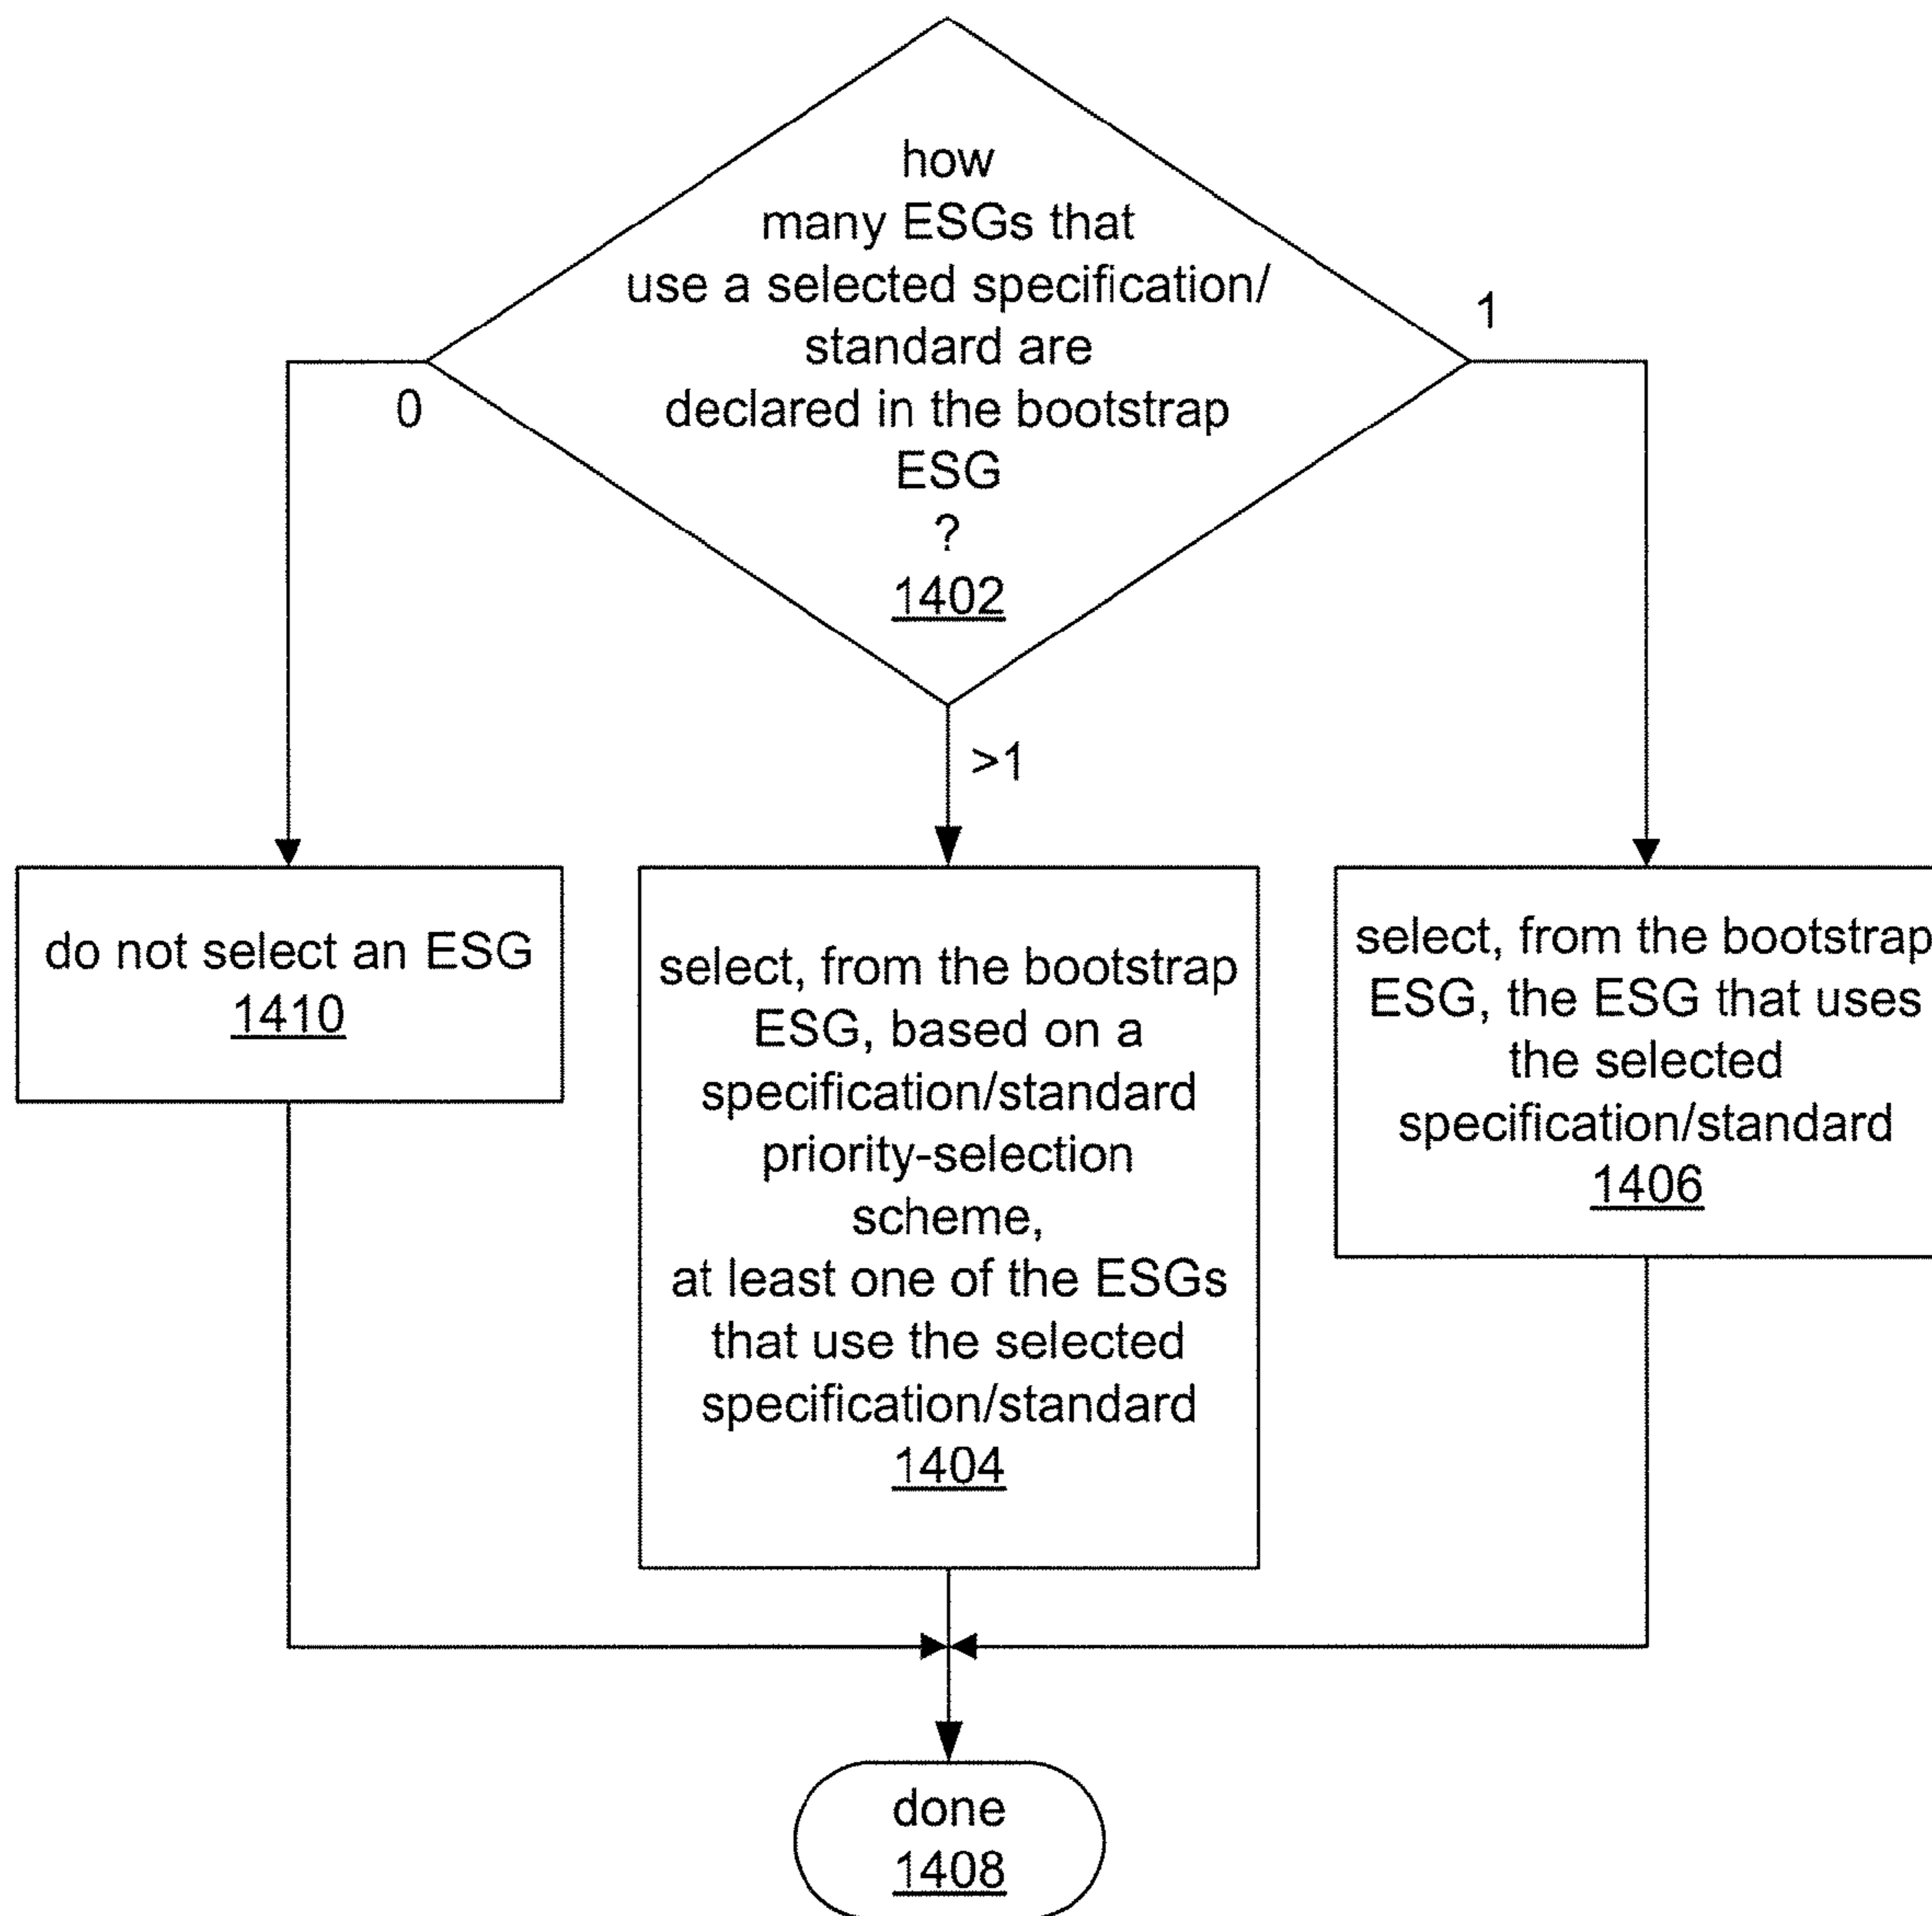 how
many ESGs that
use a selected specification/
standard are
declared in the bootstrap
ESG
?
1402
0
1
>1
do not select an ESG
1410
select, from the bootstrap
ESG, based on a
specification/standard
priority-selection
scheme,
at least one of the ESGs
that use the selected
specification/standard
1404
select, from the bootstrap
ESG, the ESG that uses
the selected
specification/standard
1406
done
1408